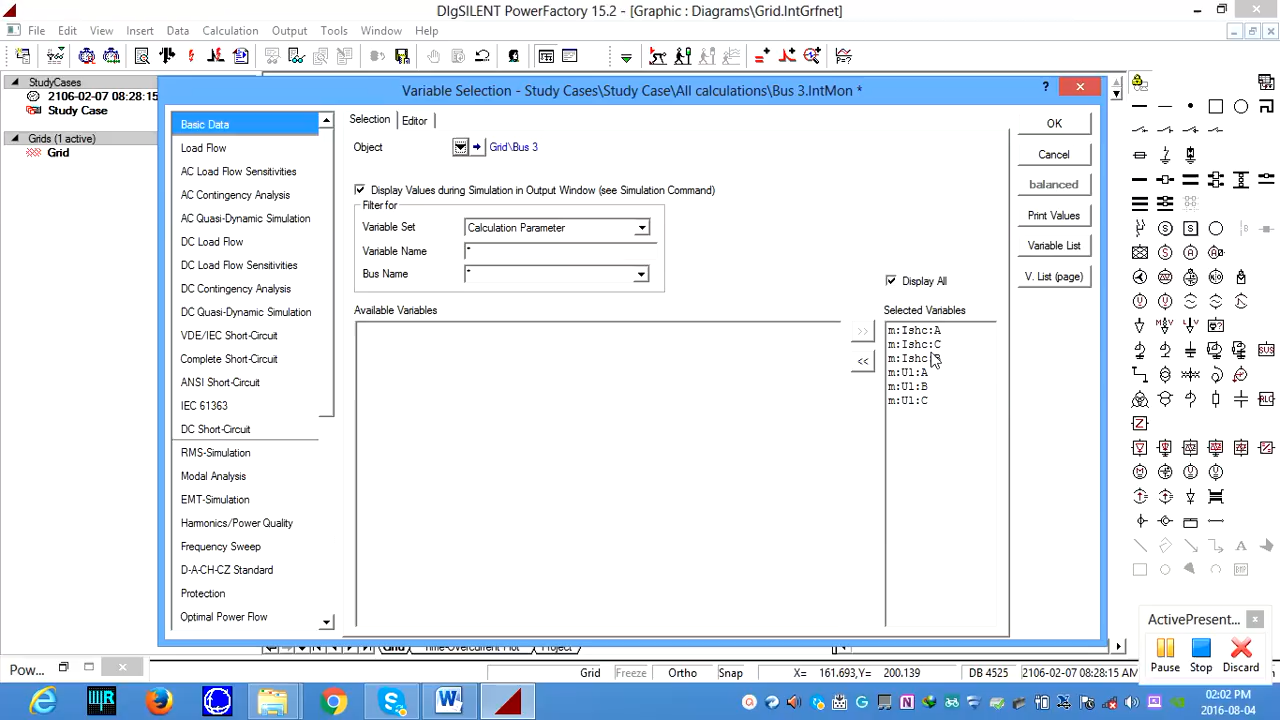 DIgSILENT PowerFactory 15.2 - [Graphic : Diagrams\Grid.IntGrfnet]
File Edit View Insert Data Calculation Output Tools Window Help
StudyCases
2106-02-07 08:28:15
Study Case
Grids (1 active)
Grid
Variable Selection - Study Cases\Study Case\All calculations\Bus 3.IntMon *
?
Basic Data
Load Flow
AC Load Flow Sensitivities
AC Contingency Analysis
AC Quasi-Dynamic Simulation
DC Load Flow
DC Load Flow Sensitivities
DC Contingency Analysis
DC Quasi-Dynamic Simulation
VDE/IEC Short-Circuit
Complete Short-Circuit
ANSI Short-Circuit
IEC 61363
DC Short-Circuit
RMS-Simulation
Modal Analysis
EMT-Simulation
Harmonics/Power Quality
Frequency Sweep
D-A-CH-CZ Standard
Protection
Optimal Power Flow
Selection Editor
Object Grid\Bus 3
Display Values during Simulation in Output Window (see Simulation Command)
Filter for
Variable Set Calculation Parameter
Variable Name *
Bus Name *
Display All
Available Variables
>>
<<
Selected Variables
m:Ishc:A
m:Ishc:C
m:Ishc
m:Ul:A
m:Ul:B
m:Ul:C
OK
Cancel
balanced
Print Values
Variable List
V. List (page)
ActivePresent...
Pause Stop Discard
Pow...
Grid Time-Overcurrent Plot Project
Grid Freeze Ortho Snap X= 161.693,Y= 200.139 DB 4525 2106-02-07 08:28:15 AM
02:02 PM
2016-08-04